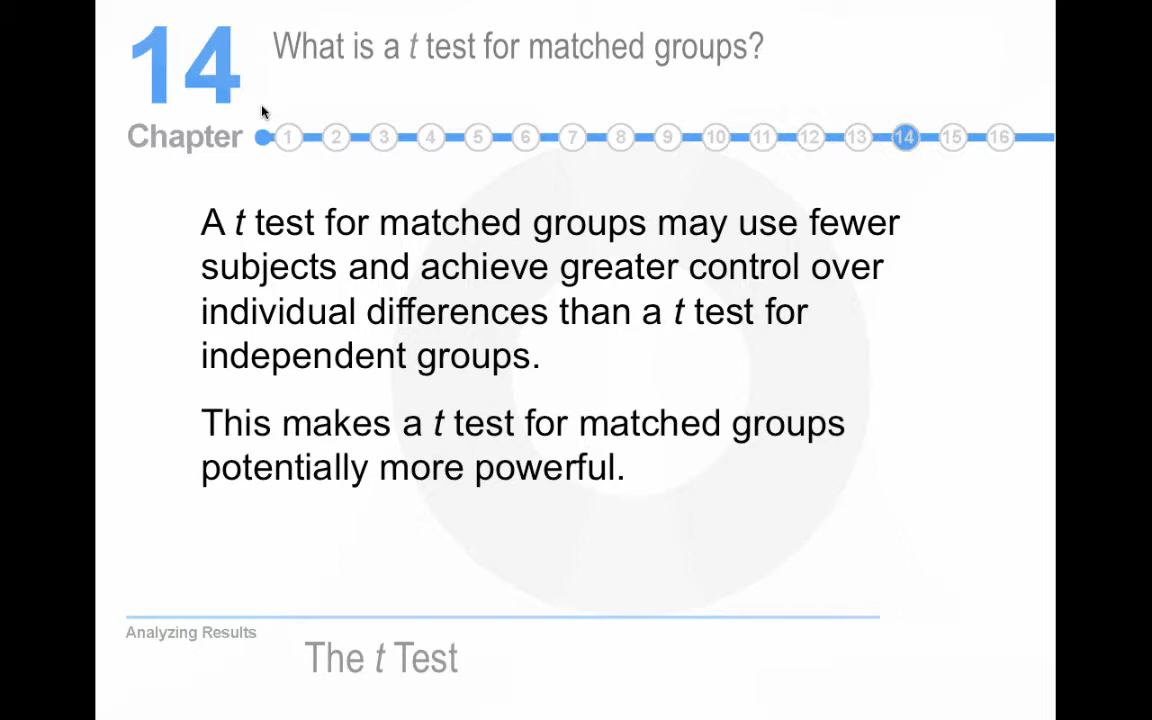 14
What is a t test for matched groups?
Chapter
1 2 3 4 5 6 7 8 9 10 11 12 13 14 15 16
A t test for matched groups may use fewer
subjects and achieve greater control over
individual differences than a t test for
independent groups.
This makes a t test for matched groups
potentially more powerful.
Analyzing Results
The t Test